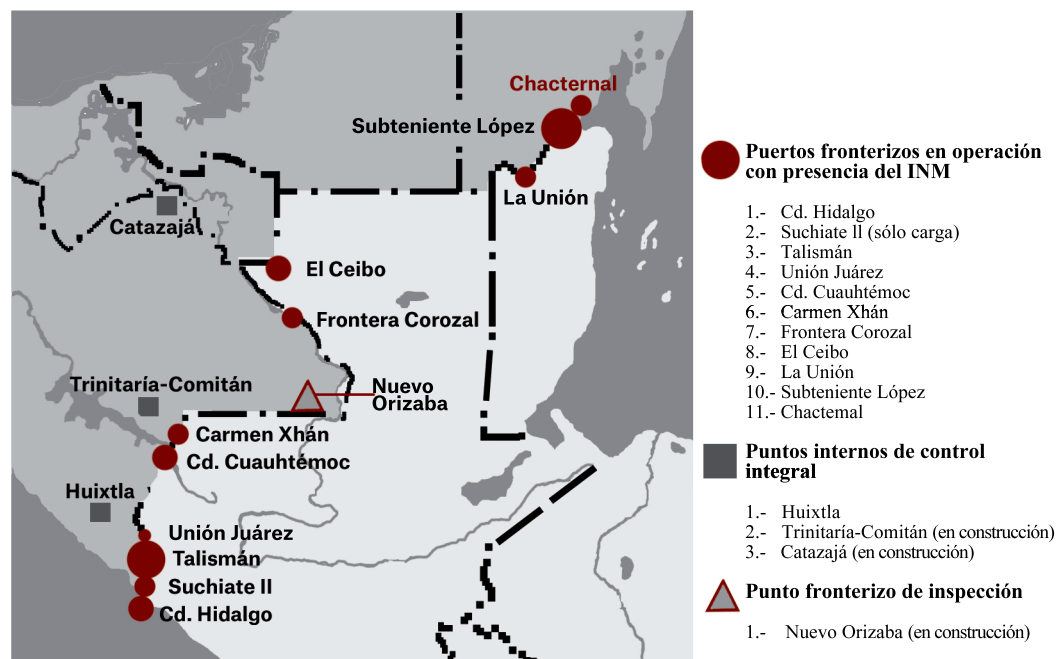 Chacternal
Subteniente López
La Unión
Catazajá
El Ceibo
Frontera Corozal
Trinitaría-Comitán
Nuevo
Orizaba
Carmen Xhán
Cd. Cuauhtémoc
Huixtla
Unión Juárez
Talismán
Suchiate ll
Cd. Hidalgo
Puertos fronterizos en operación
con presencia del INM
1.- Cd. Hidalgo
2.- Suchiate ll (sólo carga)
3.- Talismán
4.- Unión Juárez
5.- Cd. Cuauhtémoc
6.- Carmen Xhán
7.- Frontera Corozal
8.- El Ceibo
9.- La Unión
10.- Subteniente López
11.- Chactemal
Puntos internos de control
integral
1.- Huixtla
2.- Trinitaría-Comitán (en construcción)
3.- Catazajá (en construcción)
Punto fronterizo de inspección
1.- Nuevo Orizaba (en construcción)